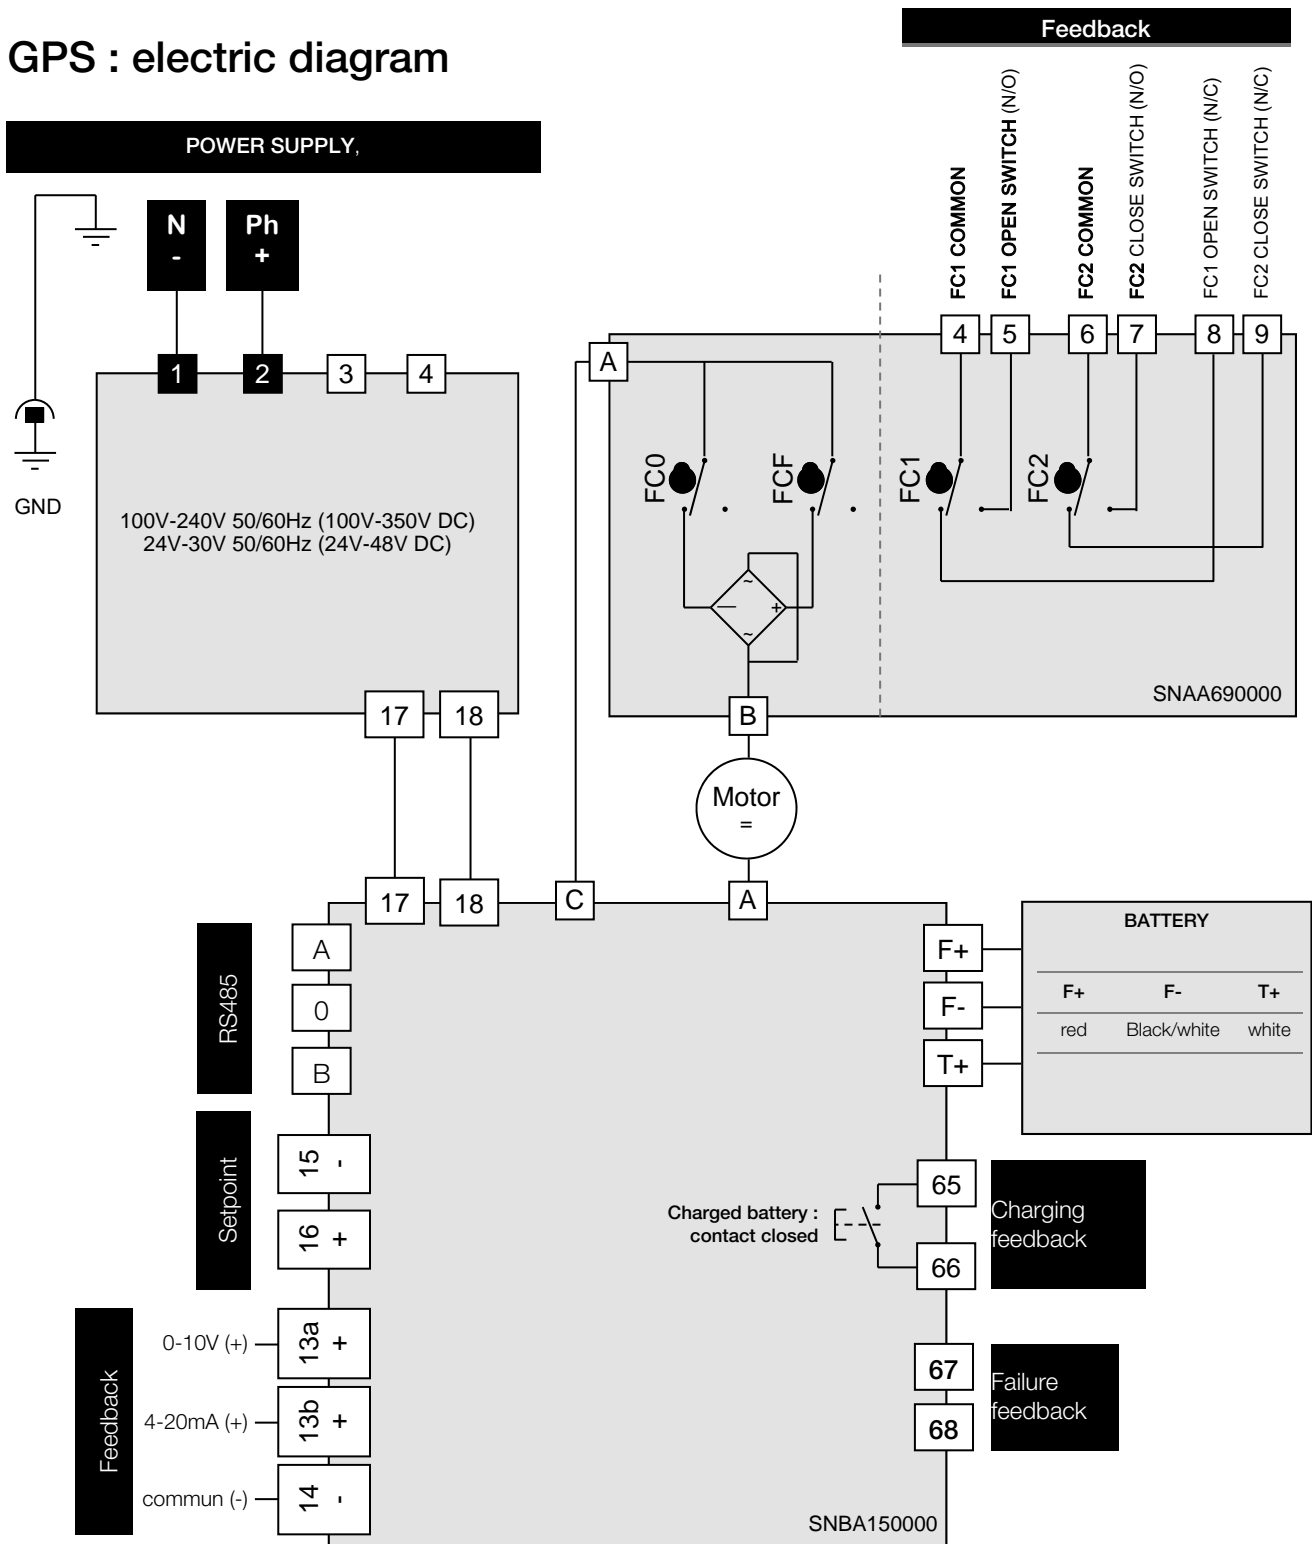 Feedback
GPS : electric diagram
POWER SUPPLY,
FC1 COMMON
FC1 OPEN SWITCH (N/O)
FC2 COMMON
FC2 CLOSE SWITCH (N/O)
FC1 OPEN SWITCH (N/C)
FC2 CLOSE SWITCH (N/C)
N
-
Ph
+
4
5
6
7
8
9
1
2
3
4
A
GND
100V-240V 50/60Hz (100V-350V DC)
24V-30V 50/60Hz (24V-48V DC)
FC0
FCF
FC1
FC2
~
—
+
~
SNAA690000
17
18
B
Motor
=
17
18
C
A
RS485
A
0
B
F+
F-
T+
BATTERY
F+ F- T+
red Black/white white
Setpoint
15 -
16 +
Charged battery :
contact closed
65
66
Charging
feedback
Feedback
0-10V (+)
13a +
4-20mA (+)
13b +
commun (-)
14 -
67
68
Failure
feedback
SNBA150000